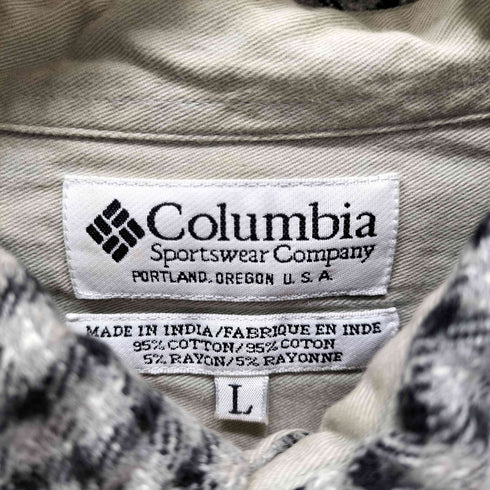 Columbia
Sportswear Company
PORTLAND, OREGON U.S.A.
MADE IN INDIA/FABRIQUE EN INDE
95% COTTON/95% COTON
5% RAYON/5% RAYONNE
L